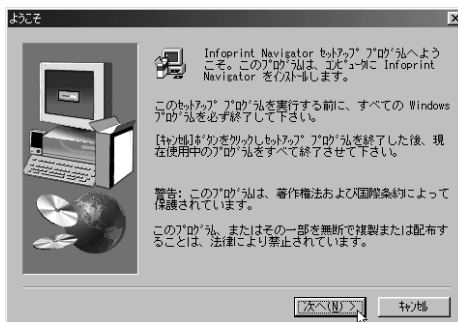 ようこそ
Infoprint Navigator ｾｯﾄｱｯﾌﾟ ﾌﾟﾛｸﾞﾗﾑへよう
こそ。このﾌﾟﾛｸﾞﾗﾑは、ｺﾝﾋﾟｭｰﾀに Infoprint
Navigator をｲﾝｽﾄｰﾙします。
このｾｯﾄｱｯﾌﾟ ﾌﾟﾛｸﾞﾗﾑを実行する前に、すべての Windows
ﾌﾟﾛｸﾞﾗﾑを必ず終了して下さい。
[ｷｬﾝｾﾙ]ﾎﾞﾀﾝをｸﾘｯｸしｾｯﾄｱｯﾌﾟ ﾌﾟﾛｸﾞﾗﾑを終了した後、現
在使用中のﾌﾟﾛｸﾞﾗﾑをすべて終了させて下さい。
警告: このﾌﾟﾛｸﾞﾗﾑは、著作権法および国際条約によって
保護されています。
このﾌﾟﾛｸﾞﾗﾑ、またはその一部を無断で複製または配布す
ることは、法律により禁止されています。
次へ(N) >
ｷｬﾝｾﾙ